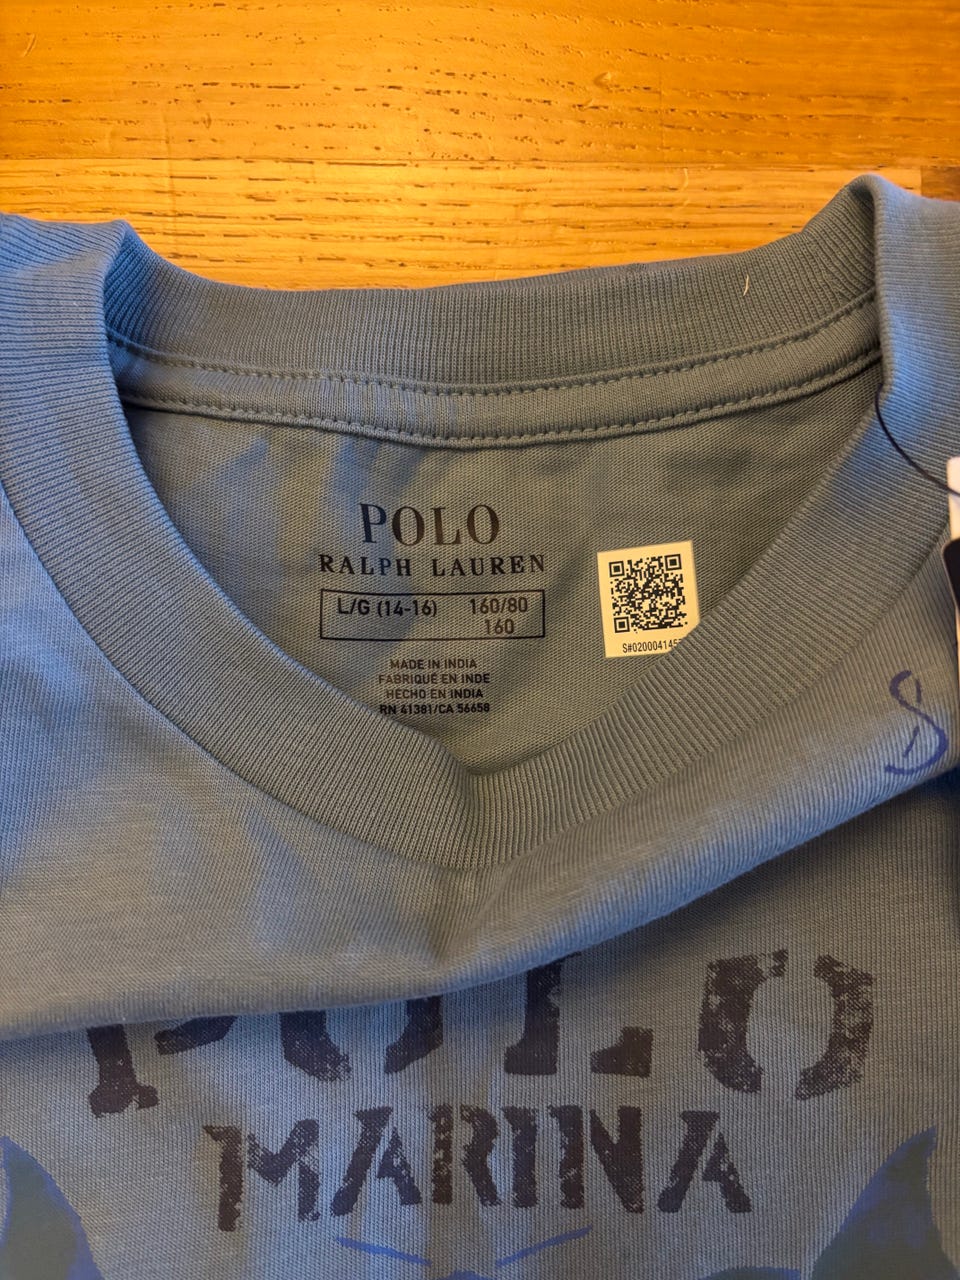 POLO
RALPH LAUREN
L/G (14-16) 160/80
160
MADE IN INDIA
FABRIQUÉ EN INDE
HECHO EN INDIA
RN 41381/CA 56658
POLO
MARINA